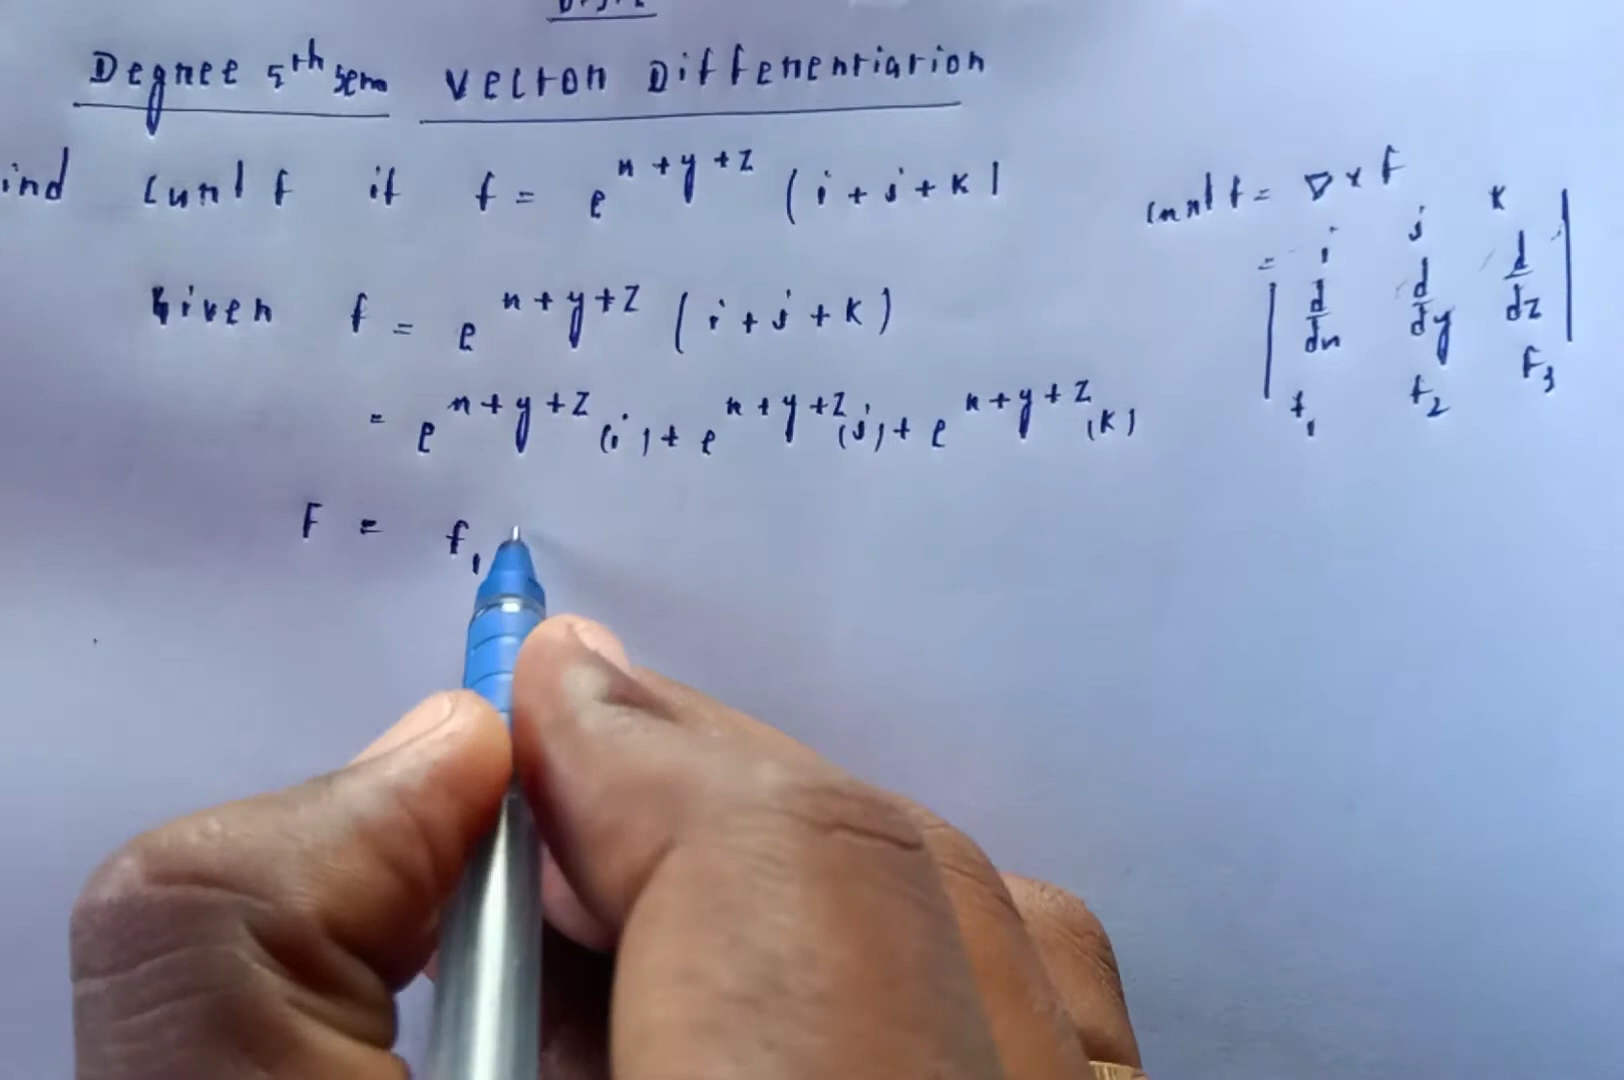 Degree 5th sem Vector Differentiation
ind Curl f if f = e^x+y+z (i + j + k)
Given f = e^x+y+z (i + j + k)
= e^x+y+z (i) + e^x+y+z (j) + e^x+y+z (k)
F = f₁
Curl f = ∇ × F
= | i j k
d/dx d/dy d/dz |
f₁ f₂ F₃